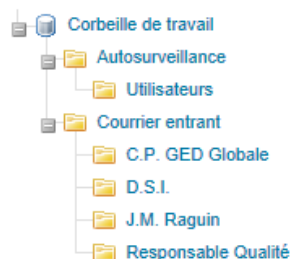 Corbeille de travail
Autosurveillance
Utilisateurs
Courrier entrant
C.P. GED Globale
D.S.I.
J.M. Raguin
Responsable Qualité